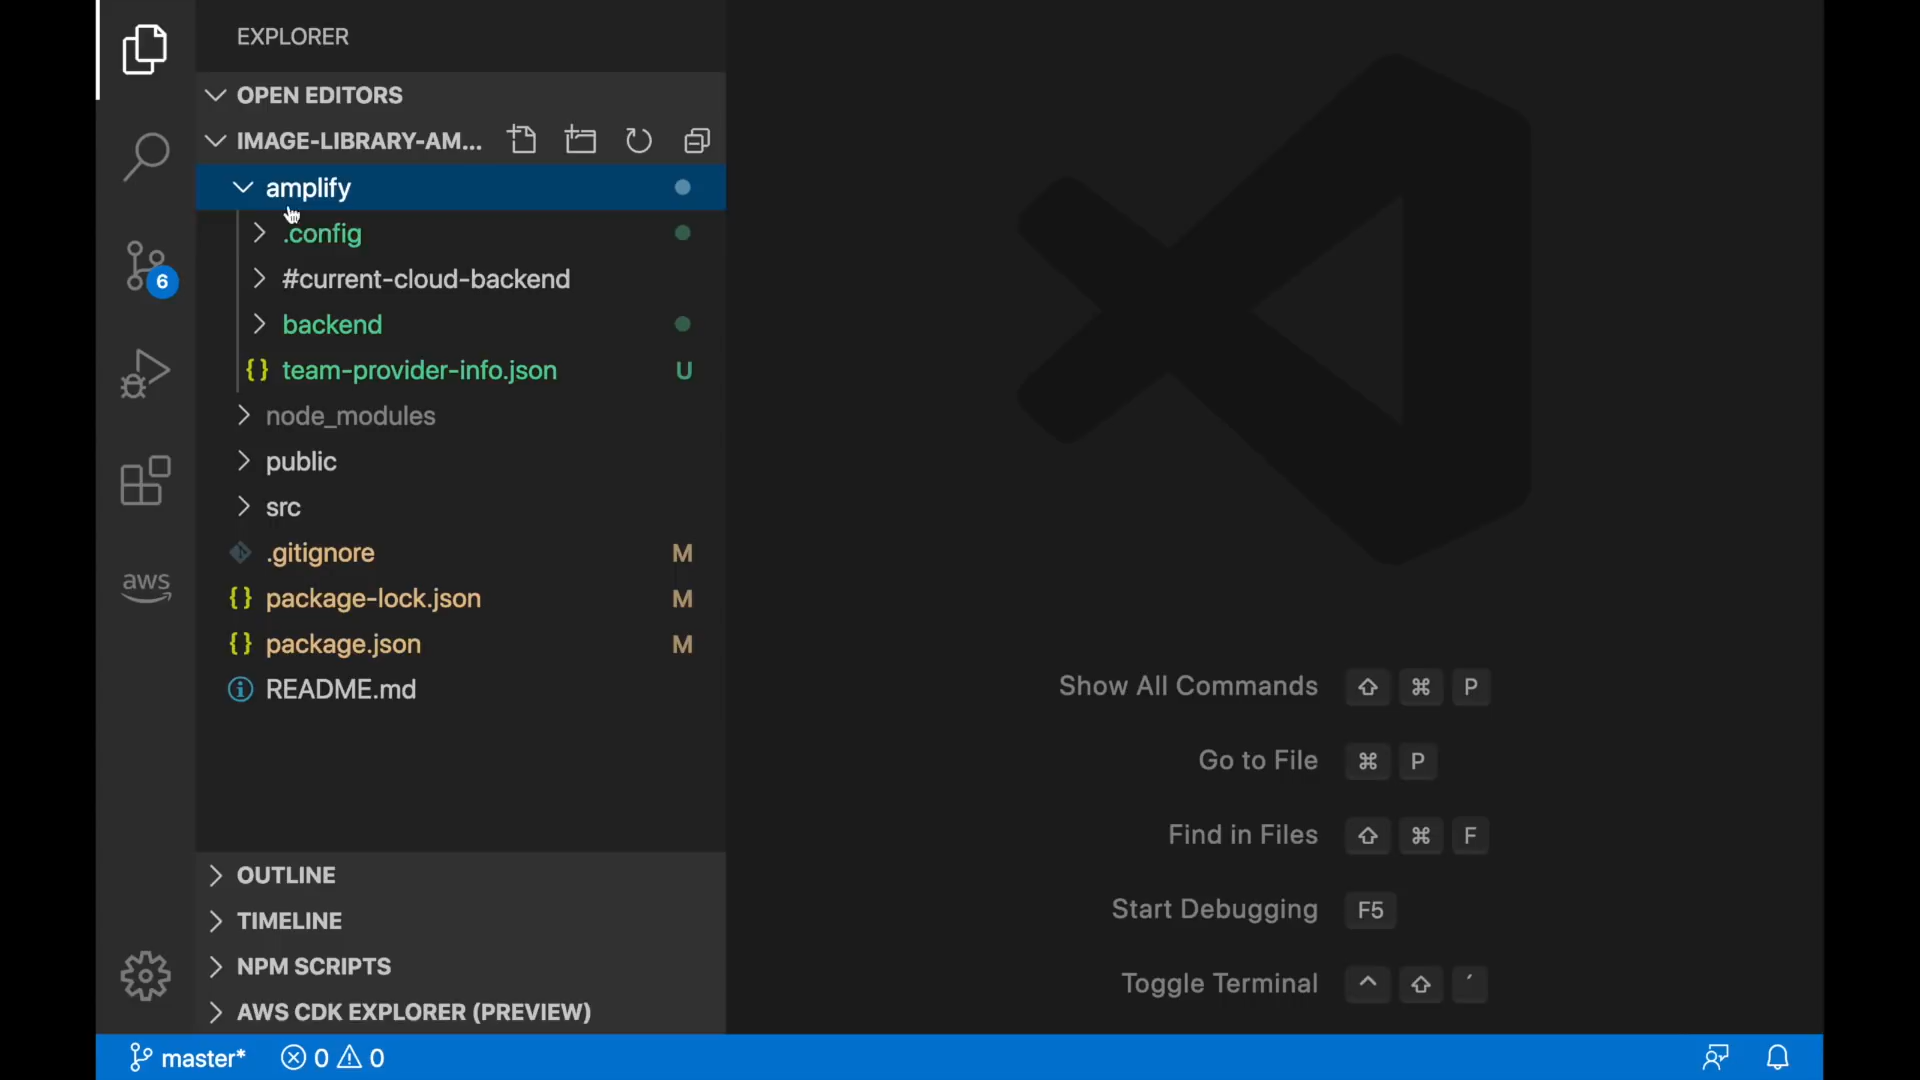 EXPLORER
OPEN EDITORS
IMAGE-LIBRARY-AM...
amplify
.config
#current-cloud-backend
backend
{} team-provider-info.json U
node_modules
public
src
.gitignore M
{} package-lock.json M
{} package.json M
README.md
6
aws
OUTLINE
TIMELINE
NPM SCRIPTS
AWS CDK EXPLORER (PREVIEW)
Show All Commands ⇧ ⌘ P
Go to File ⌘ P
Find in Files ⇧ ⌘ F
Start Debugging F5
Toggle Terminal ^ ⇧ ´
master* 0 0